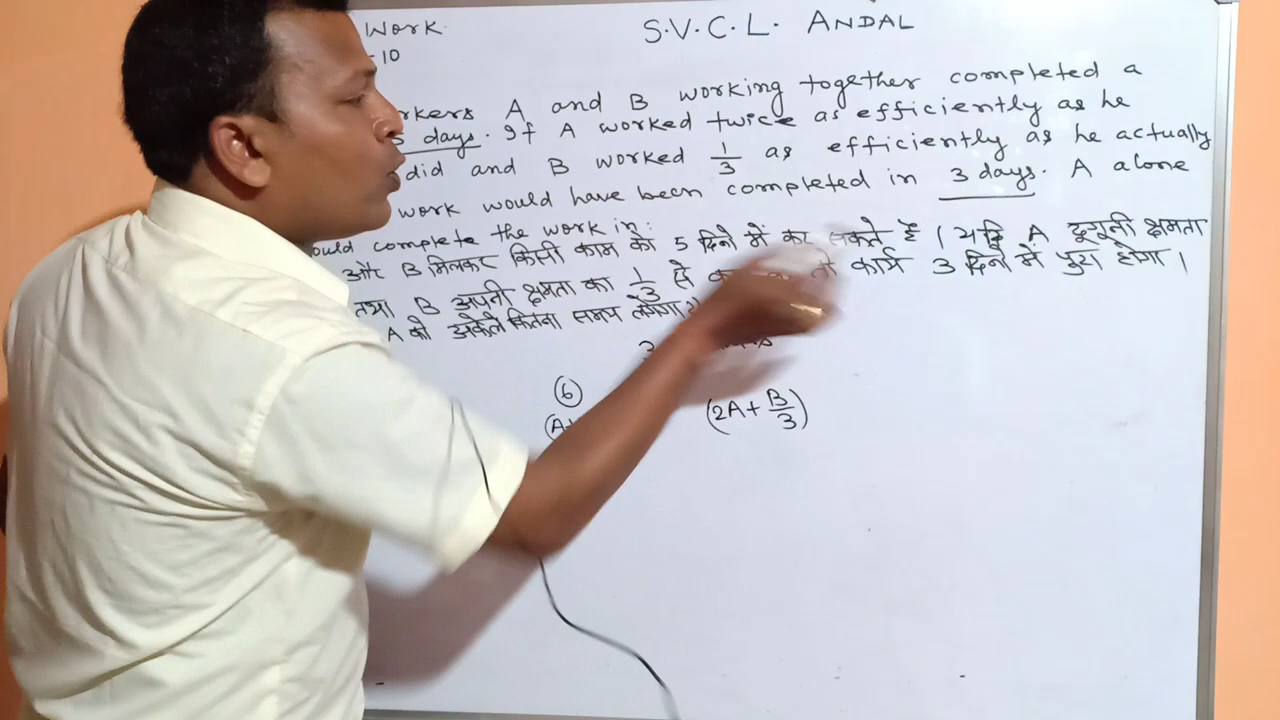 Work.
S.V.C.L. ANDAL
-10
rkers A and B working together completed a
5 days. If A worked twice as efficiently as he
did and B worked 1/3 as efficiently as he actually
work would have been completed in 3 days. A alone
ould complete the work in:
और B मिलकर किसी काम को 5 दिनो में कर सकते हैं । यदि A दूगूनी क्षमता
तथा B अपनी क्षमता का 1/3 से कार्य 3 दिनो में पुरा होगा ।
A को अकेले कितना समय लगेगा
3
6
(A+
(2A + B/3)